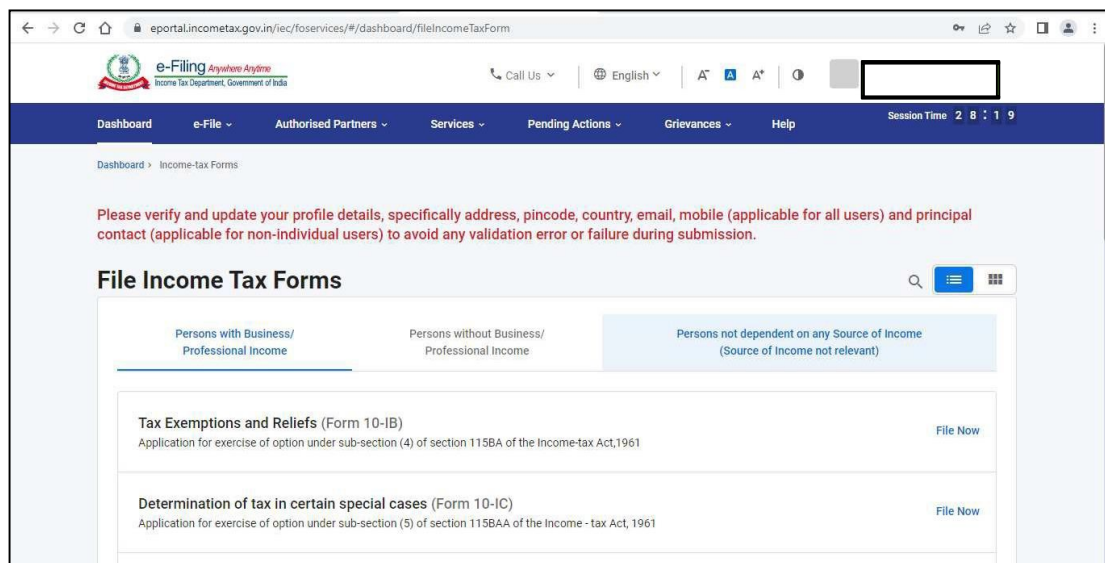 eportal.incometax.gov.in/iec/foservices/#/dashboard/fileIncomeTaxForm
e-Filing Anywhere Anytime
Income Tax Department, Government of India
Call Us
English
A- A A+
Dashboard e-File Authorised Partners Services Pending Actions Grievances Help Session Time 2 8 : 1 9
Dashboard > Income-tax Forms
Please verify and update your profile details, specifically address, pincode, country, email, mobile (applicable for all users) and principal
contact (applicable for non-individual users) to avoid any validation error or failure during submission.
File Income Tax Forms
Persons with Business/
Professional Income
Persons without Business/
Professional Income
Persons not dependent on any Source of Income
(Source of Income not relevant)
Tax Exemptions and Reliefs (Form 10-IB)
Application for exercise of option under sub-section (4) of section 115BA of the Income-tax Act,1961
File Now
Determination of tax in certain special cases (Form 10-IC)
Application for exercise of option under sub-section (5) of section 115BAA of the Income - tax Act, 1961
File Now